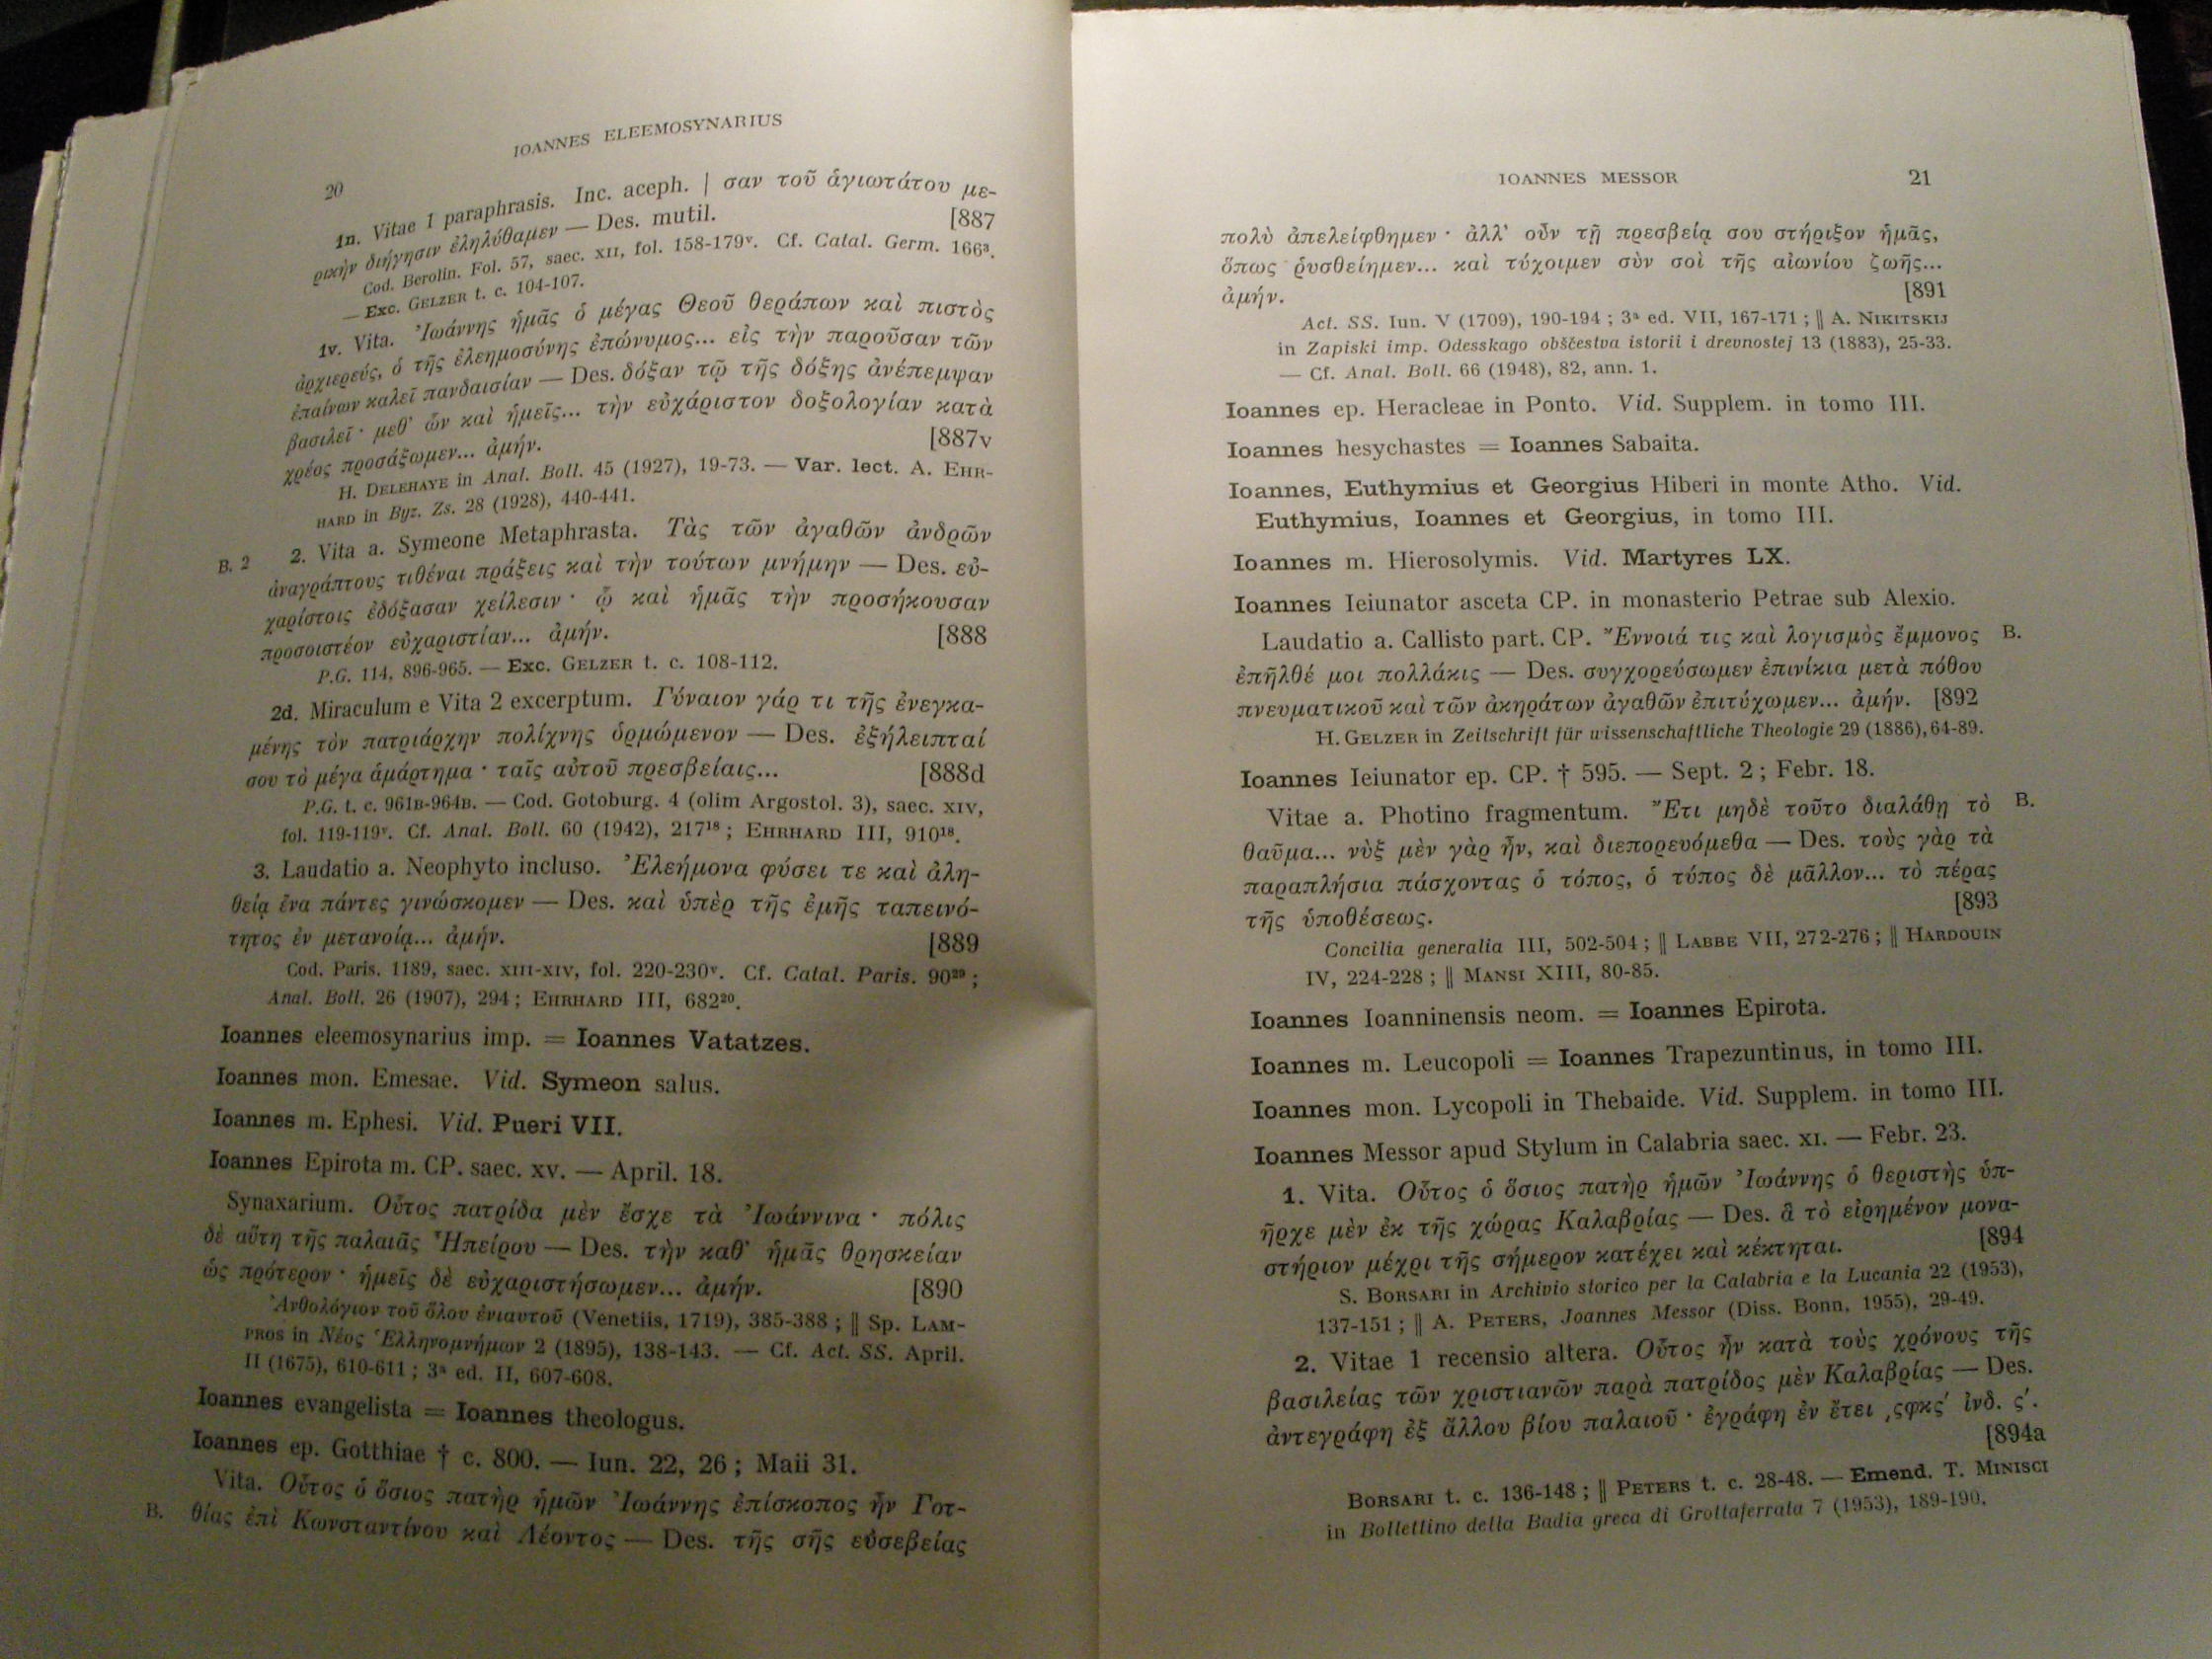 IOANNES ELEEMOSYNARIUS
20
1n. Vitae I paraphrasis. Inc. aceph. | σαν τοῦ ἁγιωτάτου με-
ρικὴν διήγησιν ἐληλύθαμεν — Des. mutil. [887
Cod. Berolin. Fol. 57, saec. XII, fol. 158-179ᵛ. Cf. Catal. Germ. 166³.
— Exc. GELZER t. c. 104-107.
1v. Vita. Ἰωάννης ἡμᾶς ὁ μέγας Θεοῦ θεράπων καὶ πιστὸς
ἀρχιερεύς, ὁ τῆς ἐλεημοσύνης ἐπώνυμος... εἰς τὴν παροῦσαν τῶν
ἐπαίνων καλεῖ πανδαισίαν — Des. δόξαν τῷ τῆς δόξης ἀνέπεμψαν
βασιλεῖ · μεθ' ὧν καὶ ἡμεῖς... τὴν εὐχάριστον δοξολογίαν κατὰ
χρέος προσάξωμεν... ἀμήν. [887v
H. DELEHAYE in Anal. Boll. 45 (1927), 19-73. — Var. lect. A. EHR-
HARD in Byz. Zs. 28 (1928), 440-441.
B. 2 2. Vita a. Symeone Metaphrasta. Τὰς τῶν ἀγαθῶν ἀνδρῶν
ἀναγράπτους τιθέναι πράξεις καὶ τὴν τούτων μνήμην — Des. εὐ-
χαρίστοις ἐδόξασαν χείλεσιν · ᾧ καὶ ἡμᾶς τὴν προσήκουσαν
προσοιστέον εὐχαριστίαν... ἀμήν. [888
P.G. 114, 896-965. — Exc. GELZER t. c. 108-112.
2d. Miraculum e Vita 2 excerptum. Γύναιον γάρ τι τῆς ἐνεγκα-
μένης τὸν πατριάρχην πολίχνης ὁρμώμενον — Des. ἐξήλειπταί
σου τὸ μέγα ἁμάρτημα · ταῖς αὐτοῦ πρεσβείαις... [888d
P.G. t. c. 961B-964B. — Cod. Gotoburg. 4 (olim Argostol. 3), saec. XIV,
fol. 119-119ᵛ. Cf. Anal. Boll. 60 (1942), 217¹⁸ ; EHRHARD III, 910¹⁸.
3. Laudatio a. Neophyto incluso. Ἐλεήμονα φύσει τε καὶ ἀλη-
θείᾳ ἕνα πάντες γινώσκομεν — Des. καὶ ὑπὲρ τῆς ἐμῆς ταπεινό-
τητος ἐν μετανοίᾳ... ἀμήν. [889
Cod. Paris. 1189, saec. XIII-XIV, fol. 220-230ᵛ. Cf. Catal. Paris. 90²⁹ ;
Anal. Boll. 26 (1907), 294 ; EHRHARD III, 682²⁰.
Ioannes eleemosynarius imp. = Ioannes Vatatzes.
Ioannes mon. Emesae. Vid. Symeon salus.
Ioannes m. Ephesi. Vid. Pueri VII.
Ioannes Epirota m. CP. saec. XV. — April. 18.
Synaxarium. Οὗτος πατρίδα μὲν ἔσχε τὰ Ἰωάννινα · πόλις
δὲ αὕτη τῆς παλαιᾶς Ἠπείρου — Des. τὴν καθ' ἡμᾶς θρησκείαν
ὡς πρότερον · ἡμεῖς δὲ εὐχαριστήσωμεν... ἀμήν. [890
Ἀνθολόγιον τοῦ ὅλου ἐνιαυτοῦ (Venetiis, 1719), 385-388 ; || Sp. LAM-
PROS in Νέος Ἑλληνομνήμων 2 (1895), 138-143. — Cf. Act. SS. April.
II (1675), 610-611 ; 3ᵃ ed. II, 607-608.
Ioannes evangelista = Ioannes theologus.
Ioannes ep. Gotthiae † c. 800. — Iun. 22, 26 ; Maii 31.
Vita. Οὗτος ὁ ὅσιος πατὴρ ἡμῶν Ἰωάννης ἐπίσκοπος ἦν Γοτ-
B. θίας ἐπὶ Κωνσταντίνου καὶ Λέοντος — Des. τῆς σῆς εὐσεβείας
IOANNES MESSOR 21
πολὺ ἀπελείφθημεν · ἀλλ' οὖν τῇ πρεσβείᾳ σου στήριξον ἡμᾶς,
ὅπως ῥυσθείημεν... καὶ τύχοιμεν σὺν σοὶ τῆς αἰωνίου ζωῆς...
ἀμήν. [891
Act. SS. Iun. V (1709), 190-194 ; 3ᵃ ed. VII, 167-171 ; || A. NIKITSKIJ
in Zapiski imp. Odesskago obščestva istorii i drevnostej 13 (1883), 25-33.
— Cf. Anal. Boll. 66 (1948), 82, ann. 1.
Ioannes ep. Heracleae in Ponto. Vid. Supplem. in tomo III.
Ioannes hesychastes = Ioannes Sabaita.
Ioannes, Euthymius et Georgius Hiberi in monte Atho. Vid.
Euthymius, Ioannes et Georgius, in tomo III.
Ioannes m. Hierosolymis. Vid. Martyres LX.
Ioannes Ieiunator asceta CP. in monasterio Petrae sub Alexio.
Laudatio a. Callisto part. CP. Ἔννοιά τις καὶ λογισμὸς ἔμμονος B.
ἐπῆλθέ μοι πολλάκις — Des. συγχορεύσωμεν ἐπινίκια μετὰ πόθου
πνευματικοῦ καὶ τῶν ἀκηράτων ἀγαθῶν ἐπιτύχωμεν... ἀμήν. [892
H. GELZER in Zeitschrift für wissenschaftliche Theologie 29 (1886), 64-89.
Ioannes Ieiunator ep. CP. † 595. — Sept. 2 ; Febr. 18.
Vitae a. Photino fragmentum. Ἔτι μηδὲ τοῦτο διαλάθῃ τὸ B.
θαῦμα... νὺξ μὲν γὰρ ἦν, καὶ διεπορευόμεθα — Des. τοὺς γὰρ τὰ
παραπλήσια πάσχοντας ὁ τόπος, ὁ τύπος δὲ μᾶλλον... τὸ πέρας
τῆς ὑποθέσεως. [893
Concilia generalia III, 502-504 ; || LABBE VII, 272-276 ; || HARDOUIN
IV, 224-228 ; || MANSI XIII, 80-85.
Ioannes Ioanninensis neom. = Ioannes Epirota.
Ioannes m. Leucopoli = Ioannes Trapezuntinus, in tomo III.
Ioannes mon. Lycopoli in Thebaide. Vid. Supplem. in tomo III.
Ioannes Messor apud Stylum in Calabria saec. XI. — Febr. 23.
1. Vita. Οὗτος ὁ ὅσιος πατὴρ ἡμῶν Ἰωάννης ὁ θεριστὴς ὑπ-
ῆρχε μὲν ἐκ τῆς χώρας Καλαβρίας — Des. ἃ τὸ εἰρημένον μονα-
στήριον μέχρι τῆς σήμερον κατέχει καὶ κέκτηται. [894
S. BORSARI in Archivio storico per la Calabria e la Lucania 22 (1953),
137-151 ; || A. PETERS, Joannes Messor (Diss. Bonn, 1955), 29-49.
2. Vitae 1 recensio altera. Οὗτος ἦν κατὰ τοὺς χρόνους τῆς
βασιλείας τῶν χριστιανῶν παρὰ πατρίδος μὲν Καλαβρίας — Des.
ἀντεγράφη ἐξ ἄλλου βίου παλαιοῦ · ἐγράφη ἐν ἔτει ͵ςφκς′ ἰνδ. ς′.
[894a
BORSARI t. c. 136-148 ; || PETERS t. c. 28-48. — Emend. T. MINISCI
in Bollettino della Badia greca di Grottaferrata 7 (1953), 189-190.